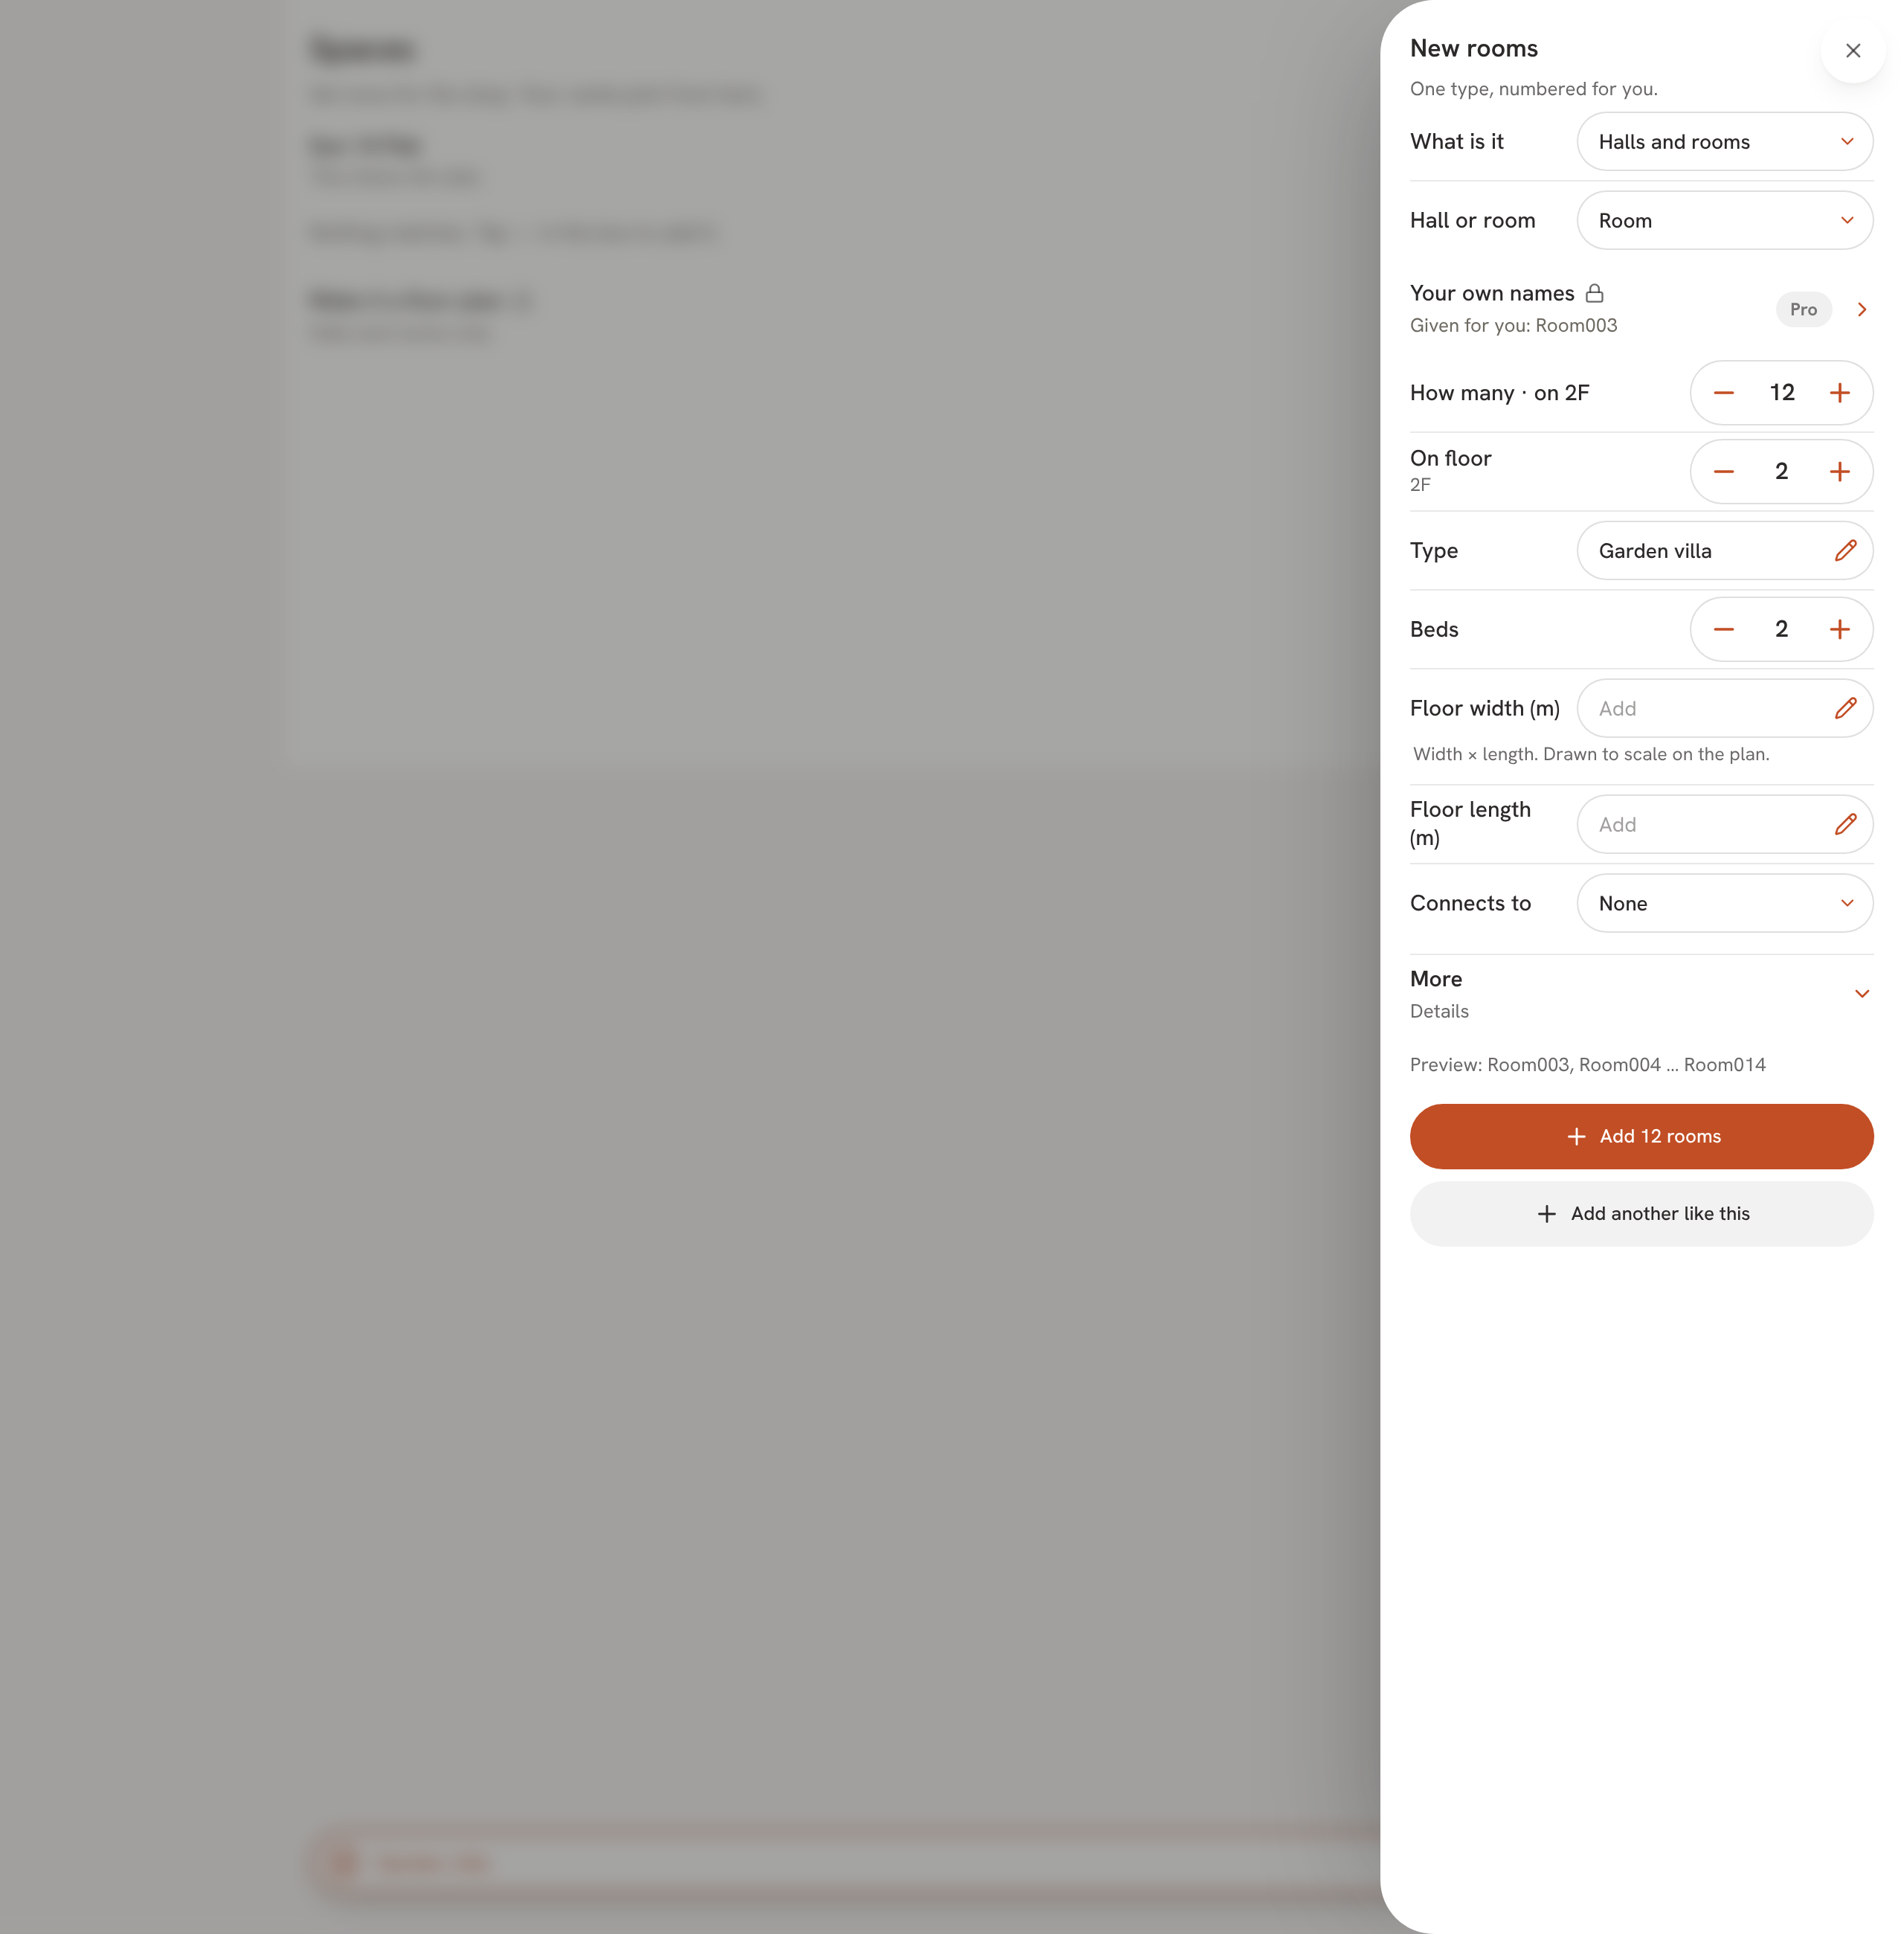 Spaces
New rooms
One type, numbered for you.
What is it
Halls and rooms
Hall or room
Room
Your own names
Given for you: Room003
Pro
How many · on 2F
12
On floor
2F
2
Type
Garden villa
Beds
2
Floor width (m)
Add
Width × length. Drawn to scale on the plan.
Floor length
(m)
Add
Connects to
None
More
Details
Preview: Room003, Room004 ... Room014
Add 12 rooms
Add another like this